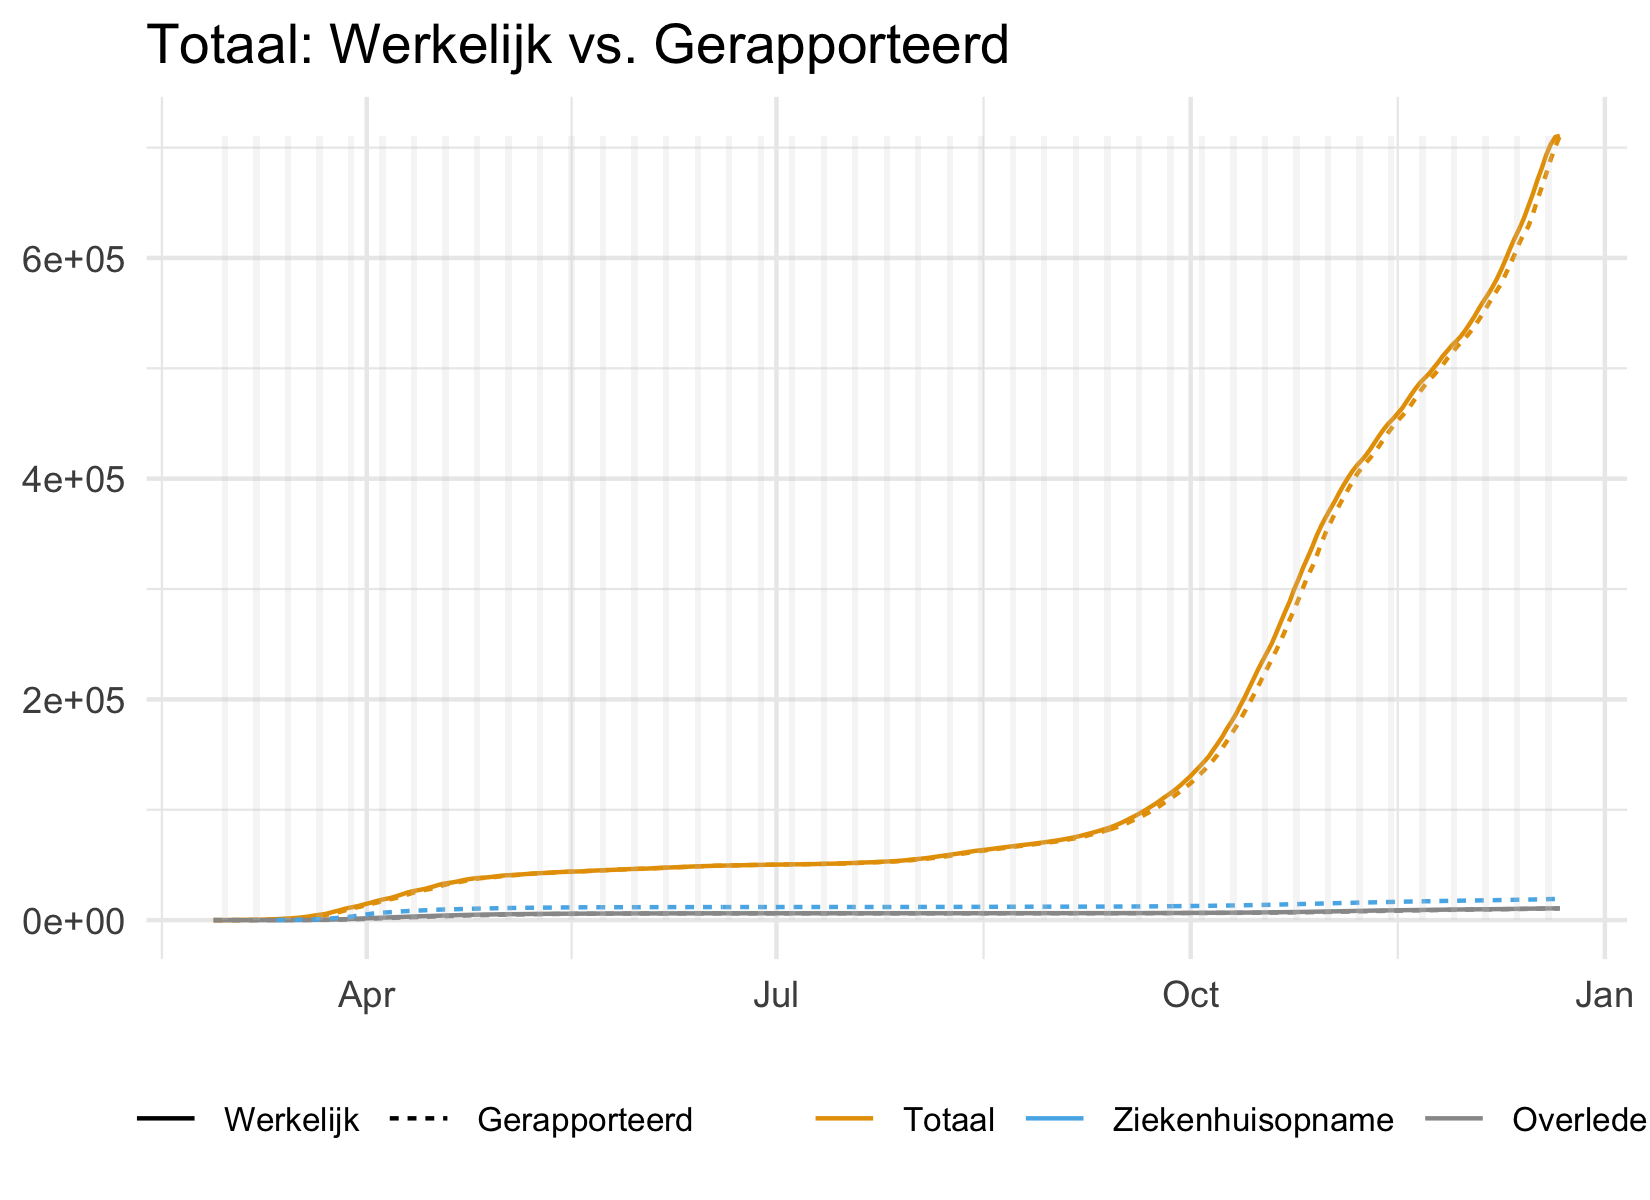 Totaal: Werkelijk vs. Gerapporteerd
6e+05
4e+05
2e+05
0e+00
Apr Jul Oct Jan
Werkelijk Gerapporteerd Totaal Ziekenhuisopname Overlede